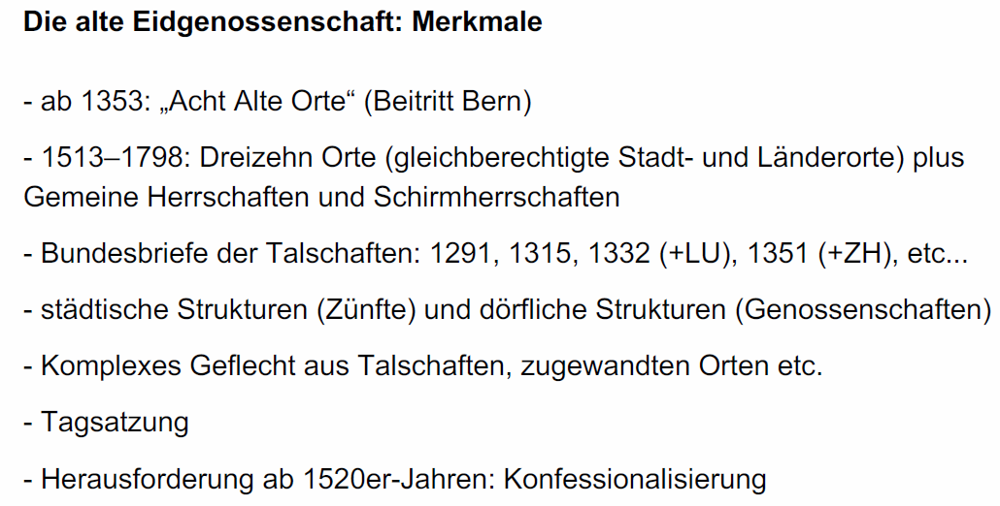 Die alte Eidgenossenschaft: Merkmale
- ab 1353: „Acht Alte Orte“ (Beitritt Bern)
- 1513–1798: Dreizehn Orte (gleichberechtigte Stadt- und Länderorte) plus
Gemeine Herrschaften und Schirmherrschaften
- Bundesbriefe der Talschaften: 1291, 1315, 1332 (+LU), 1351 (+ZH), etc...
- städtische Strukturen (Zünfte) und dörfliche Strukturen (Genossenschaften)
- Komplexes Geflecht aus Talschaften, zugewandten Orten etc.
- Tagsatzung
- Herausforderung ab 1520er-Jahren: Konfessionalisierung